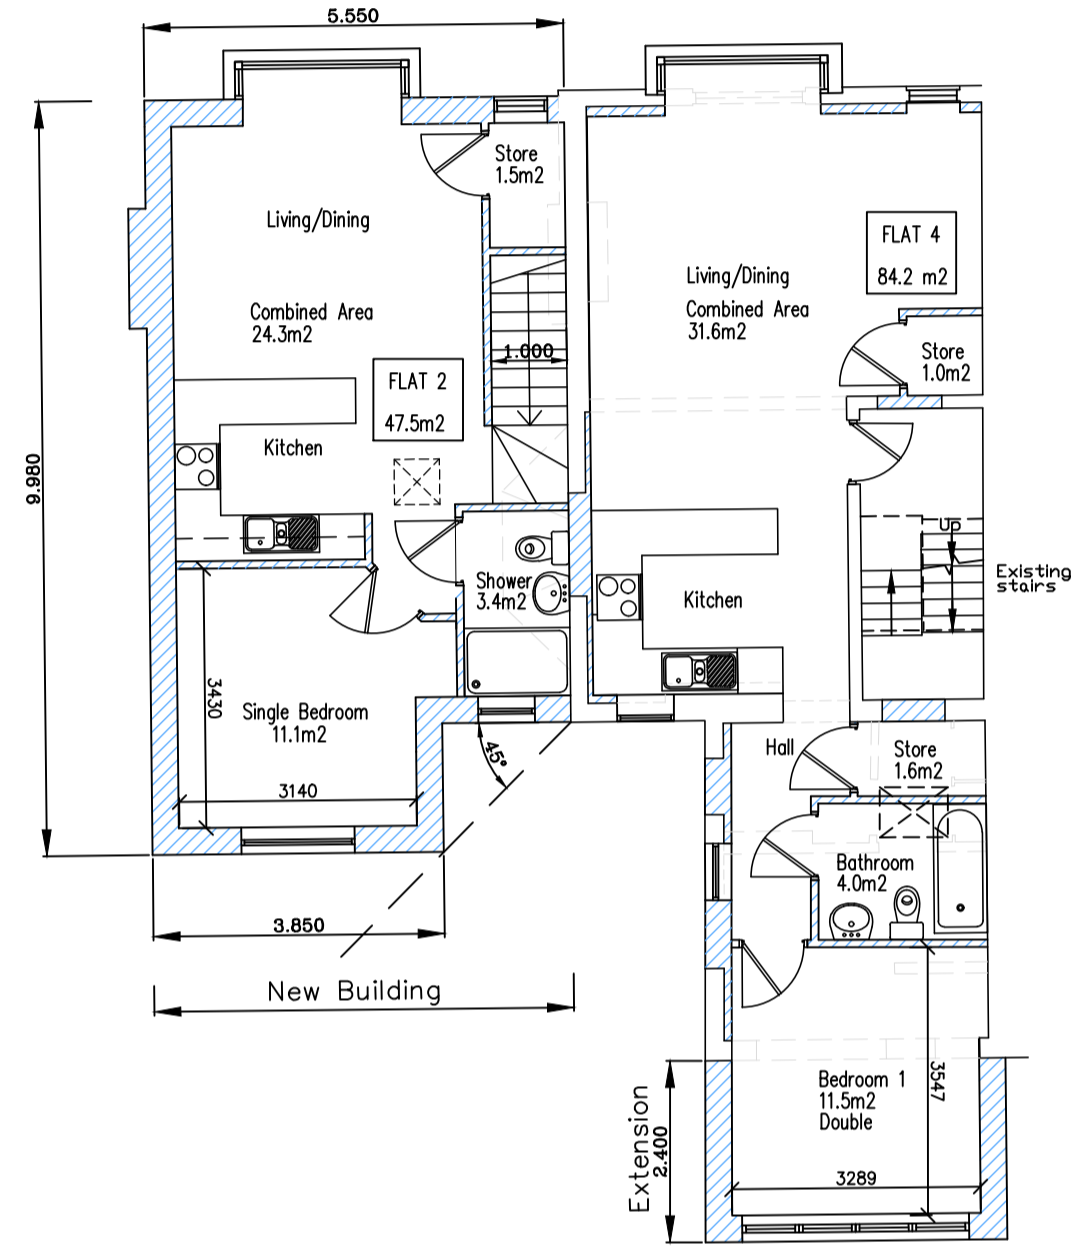 5.550
9.980
Store
1.5m2
Living/Dining
Combined Area
24.3m2
1.000
FLAT 2
47.5m2
Kitchen
Shower
3.4m2
3430
Single Bedroom
11.1m2
3140
45°
3.850
New Building
FLAT 4
84.2 m2
Living/Dining
Combined Area
31.6m2
Store
1.0m2
Up
Existing
stairs
Kitchen
Hall
Store
1.6m2
Bathroom
4.0m2
Bedroom 1
11.5m2
Double
3547
3289
Extension
2.400